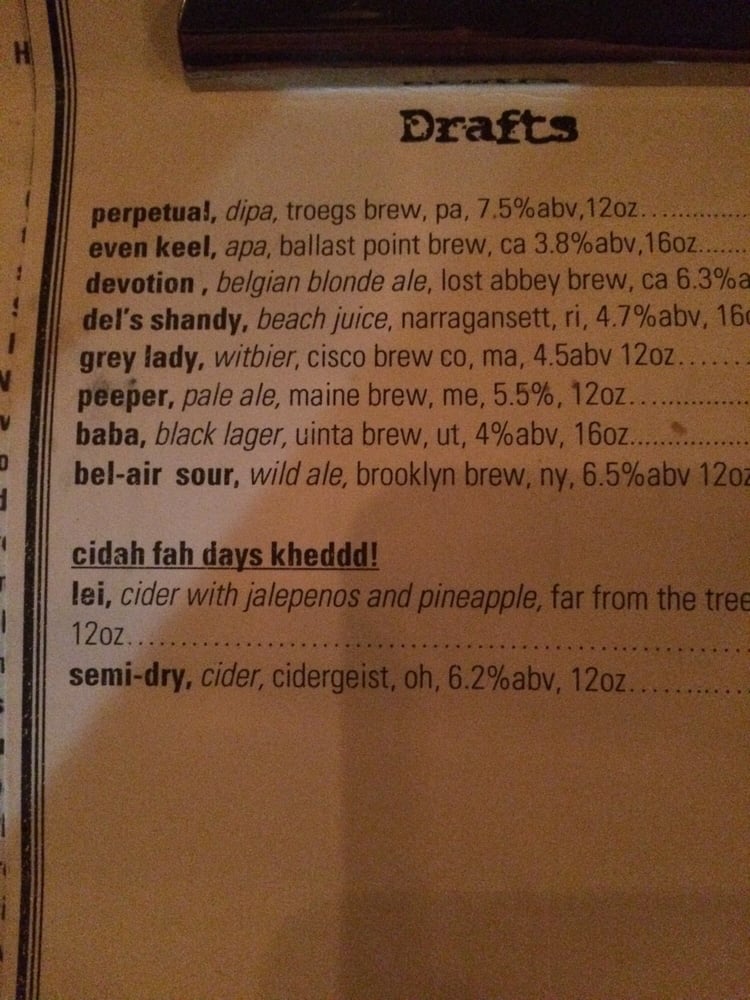 Drafts
perpetual, dipa, troegs brew, pa, 7.5%abv,12oz....................
even keel, apa, ballast point brew, ca 3.8%abv,16oz.......
devotion , belgian blonde ale, lost abbey brew, ca 6.3%a
del's shandy, beach juice, narragansett, ri, 4.7%abv, 16o
grey lady, witbier, cisco brew co, ma, 4.5abv 12oz.......
peeper, pale ale, maine brew, me, 5.5%, 12oz..................
baba, black lager, uinta brew, ut, 4%abv, 16oz..................
bel-air sour, wild ale, brooklyn brew, ny, 6.5%abv 12oz
cidah fah days kheddd!
lei, cider with jalepenos and pineapple, far from the tree
12oz............................................................
semi-dry, cider, cidergeist, oh, 6.2%abv, 12oz.............